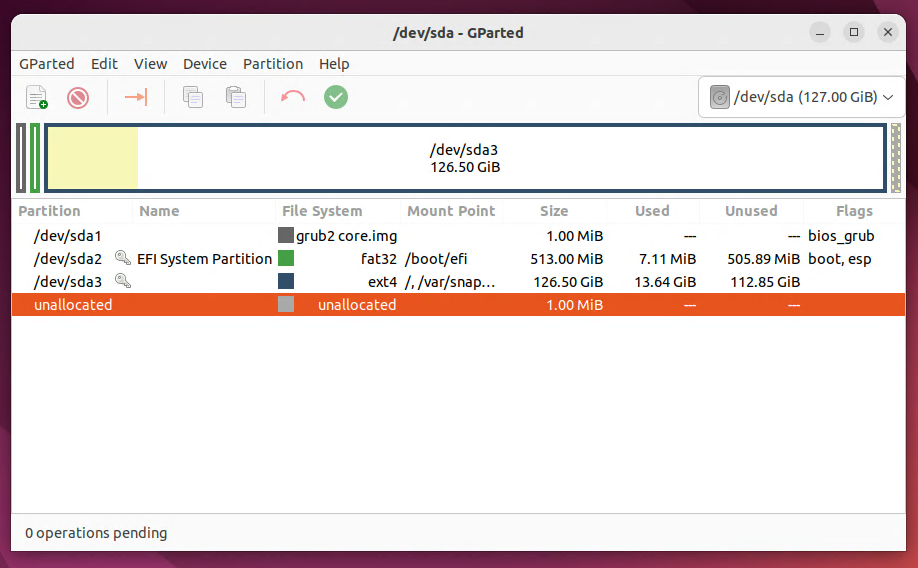 /dev/sda - GParted
GParted Edit View Device Partition Help
/dev/sda (127.00 GiB)
/dev/sda3
126.50 GiB
Partition Name File System Mount Point Size Used Unused Flags
/dev/sda1 grub2 core.img 1.00 MiB --- --- bios_grub
/dev/sda2 EFI System Partition fat32 /boot/efi 513.00 MiB 7.11 MiB 505.89 MiB boot, esp
/dev/sda3 ext4 /, /var/snap... 126.50 GiB 13.64 GiB 112.85 GiB
unallocated unallocated 1.00 MiB --- ---
0 operations pending